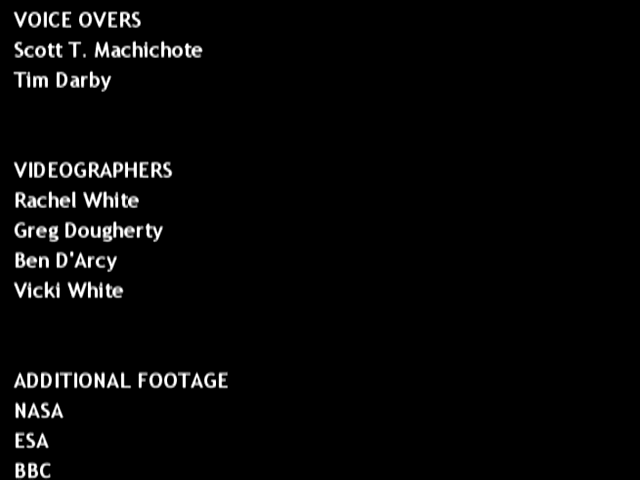 VOICE OVERS
Scott T. Machichote
Tim Darby
VIDEOGRAPHERS
Rachel White
Greg Dougherty
Ben D'Arcy
Vicki White
ADDITIONAL FOOTAGE
NASA
ESA
BBC